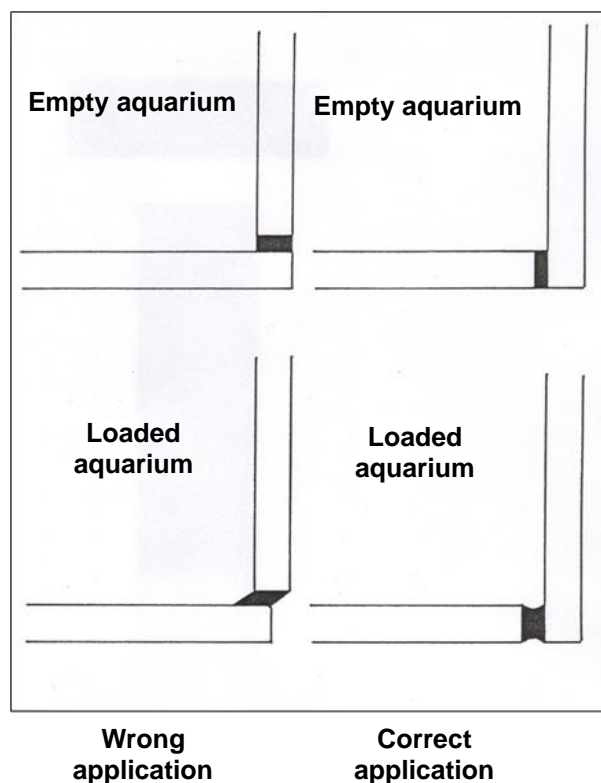 Empty aquarium
Empty aquarium
Loaded
aquarium
Loaded
aquarium
Wrong
application
Correct
application